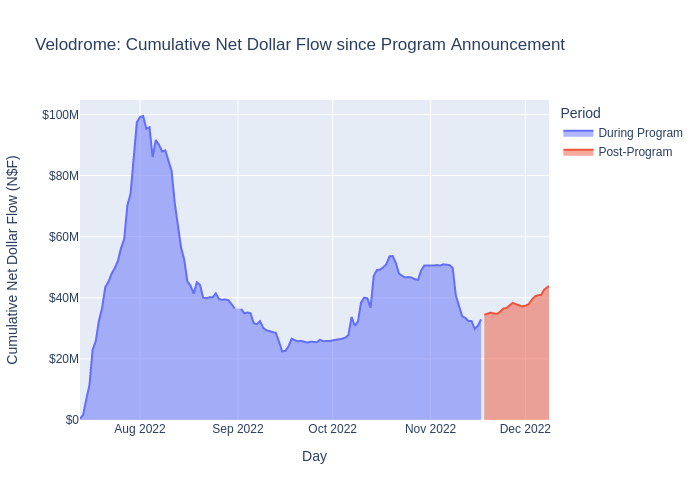 Velodrome: Cumulative Net Dollar Flow since Program Announcement
Period
During Program
Post-Program
Cumulative Net Dollar Flow (N$F)
$100M
$80M
$60M
$40M
$20M
$0
Aug 2022
Sep 2022
Oct 2022
Nov 2022
Dec 2022
Day